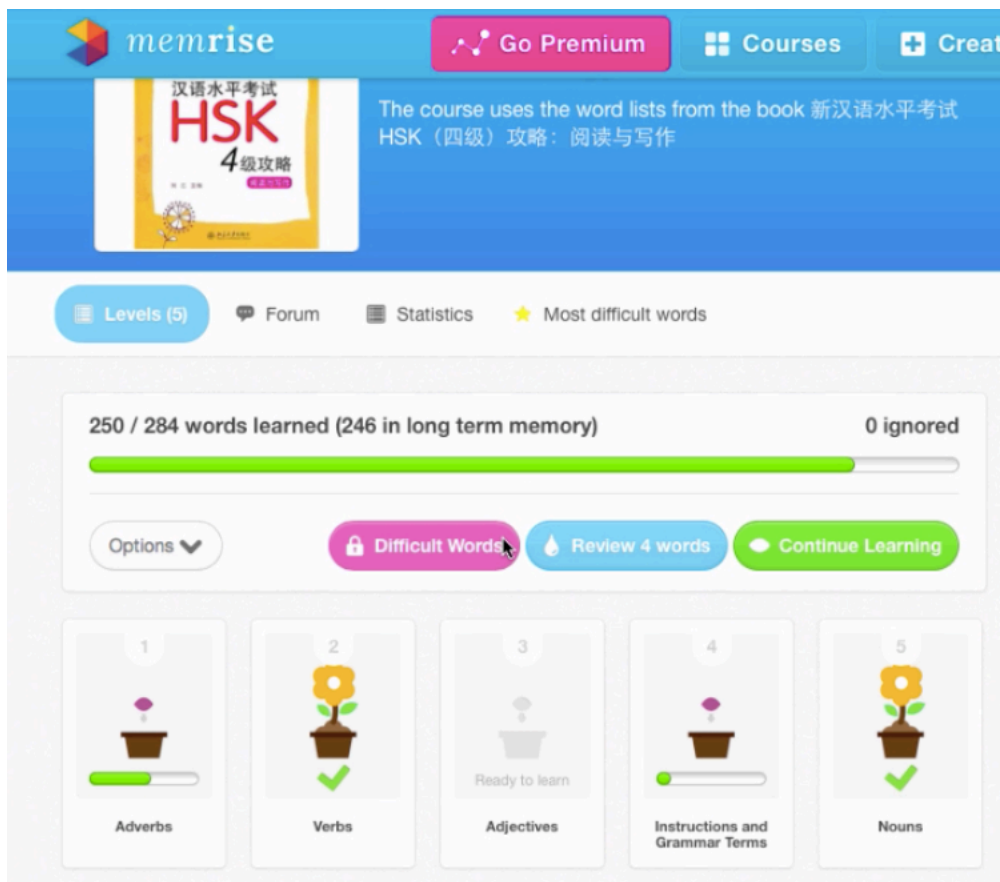 memrise
Go Premium
Courses
Creat
汉语水平考试
HSK
4级攻略
The course uses the word lists from the book 新汉语水平考试
HSK（四级）攻略：阅读与写作
Levels (5)
Forum
Statistics
Most difficult words
250 / 284 words learned (246 in long term memory)
0 ignored
Options
Difficult Words
Review 4 words
Continue Learning
1
2
3
4
5
Ready to learn
Adverbs
Verbs
Adjectives
Instructions and
Grammar Terms
Nouns